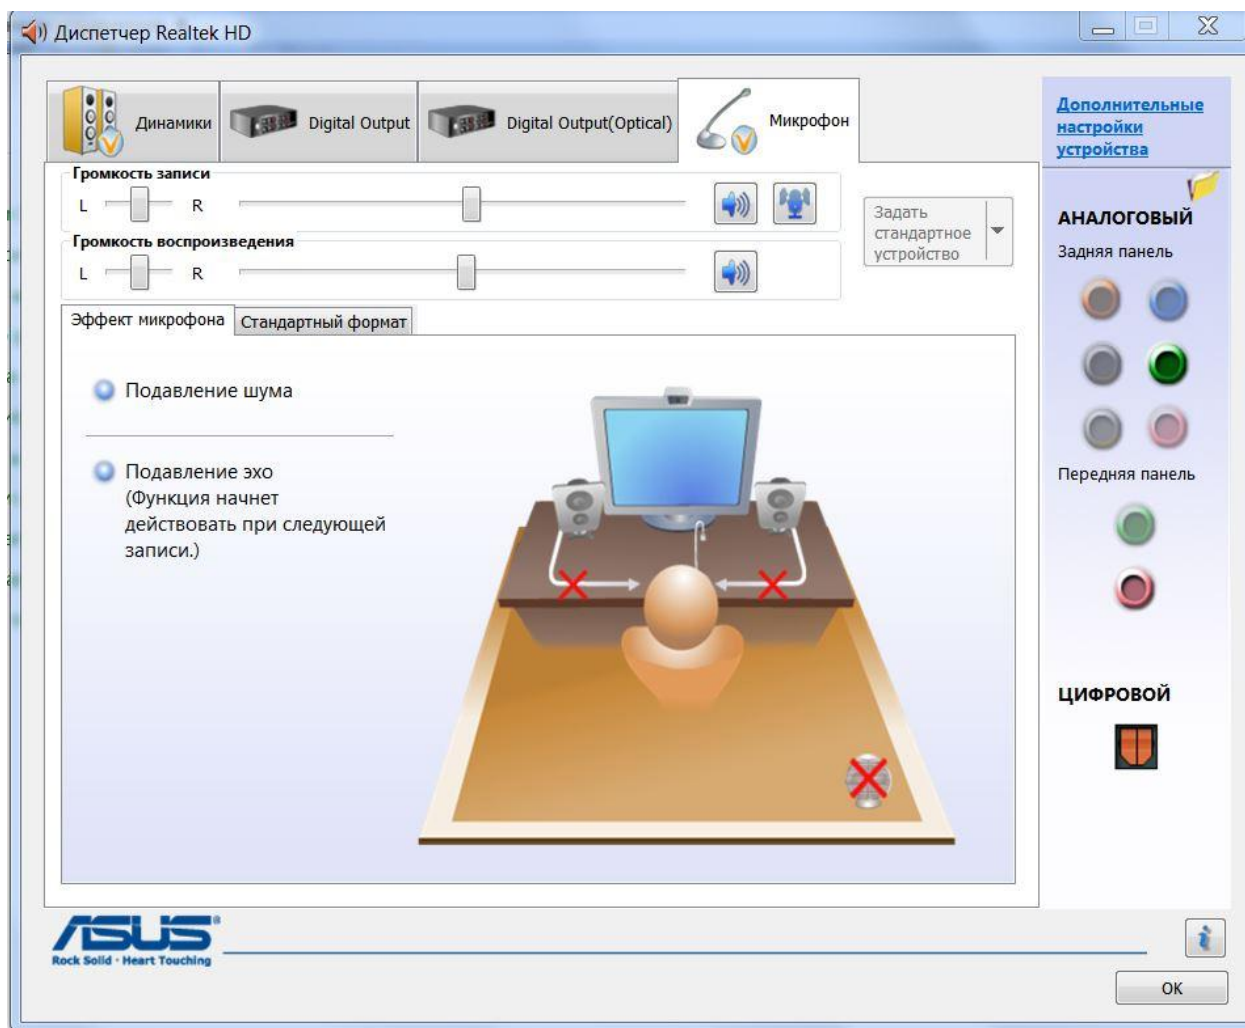 Диспетчер Realtek HD
Динамики
Digital Output
Digital Output(Optical)
Микрофон
Дополнительные
настройки
устройства
Громкость записи
L R
Задать
стандартное
устройство
Громкость воспроизведения
L R
АНАЛОГОВЫЙ
Задняя панель
Эффект микрофона
Стандартный формат
Подавление шума
Подавление эхо
(Функция начнет
действовать при следующей
записи.)
Передняя панель
ЦИФРОВОЙ
ASUS
Rock Solid · Heart Touching
OK